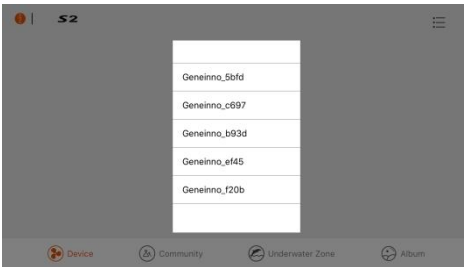 S2
Geneinno_5bfd
Geneinno_c697
Geneinno_b93d
Geneinno_ef45
Geneinno_f20b
Device Community Underwater Zone Album